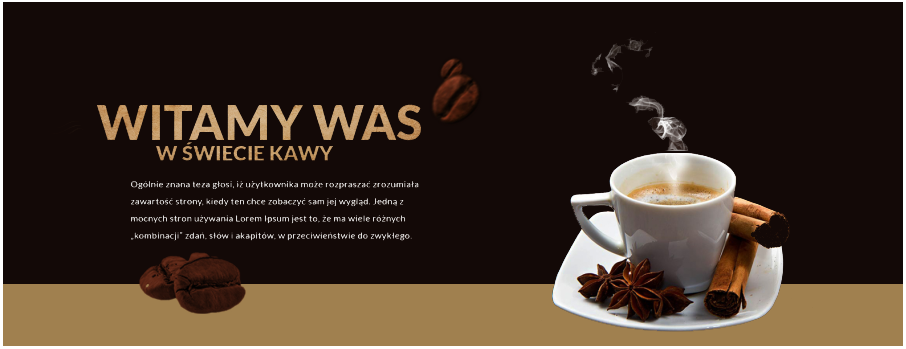 WITAMY WAS
W ŚWIECIE KAWY
Ogólnie znana teza głosi, iż użytkownika może rozpraszać zrozumiała
zawartość strony, kiedy ten chce zobaczyć sam jej wygląd. Jedną z
mocnych stron używania Lorem Ipsum jest to, że ma wiele różnych
„kombinacji” zdań, słów i akapitów, w przeciwieństwie do zwykłego.